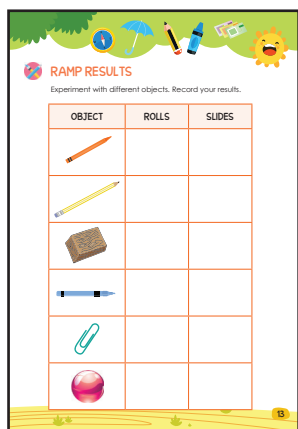 RAMP RESULTS
Experiment with different objects. Record your results.
OBJECT ROLLS SLIDES
13